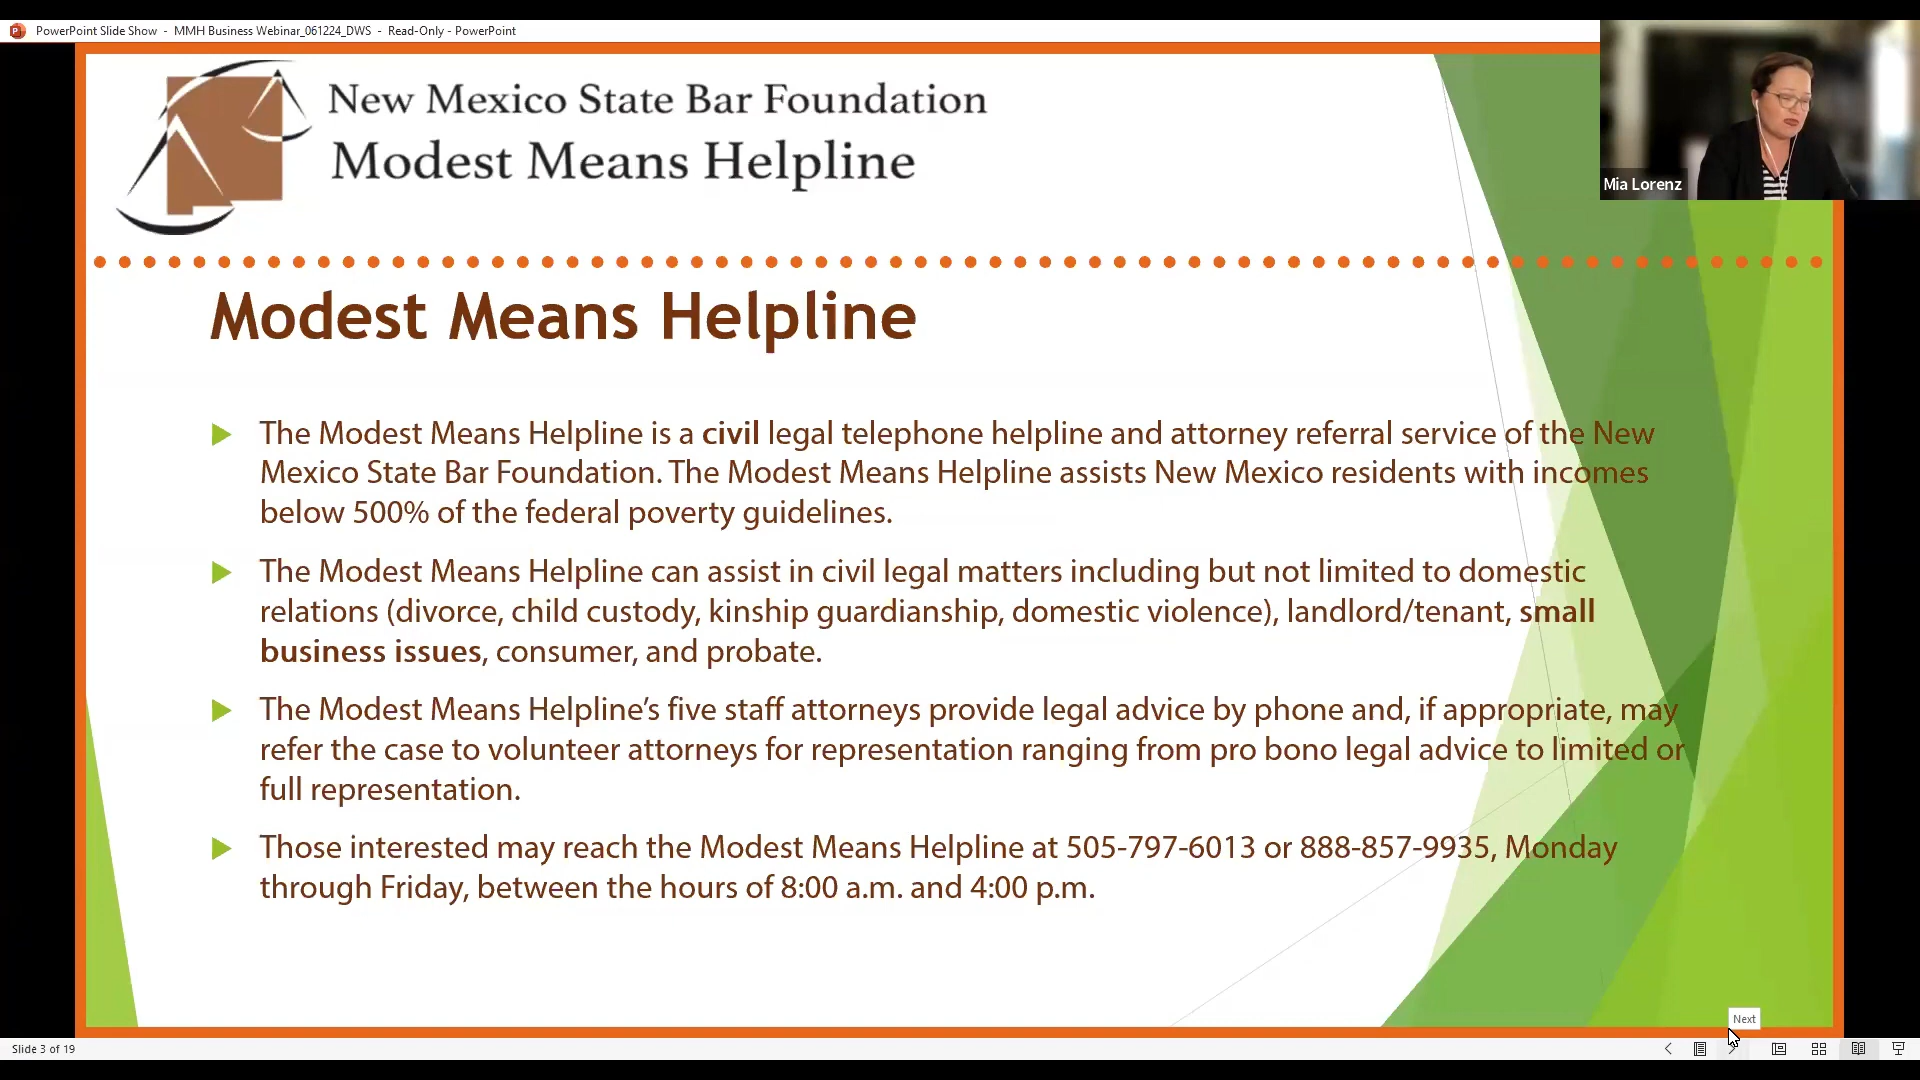 PowerPoint Slide Show - MMH Business Webinar_061224_DWS - Read-Only - PowerPoint
New Mexico State Bar Foundation
Modest Means Helpline
Mia Lorenz
Modest Means Helpline
The Modest Means Helpline is a civil legal telephone helpline and attorney referral service of the New
Mexico State Bar Foundation. The Modest Means Helpline assists New Mexico residents with incomes
below 500% of the federal poverty guidelines.
The Modest Means Helpline can assist in civil legal matters including but not limited to domestic
relations (divorce, child custody, kinship guardianship, domestic violence), landlord/tenant, small
business issues, consumer, and probate.
The Modest Means Helpline’s five staff attorneys provide legal advice by phone and, if appropriate, may
refer the case to volunteer attorneys for representation ranging from pro bono legal advice to limited or
full representation.
Those interested may reach the Modest Means Helpline at 505-797-6013 or 888-857-9935, Monday
through Friday, between the hours of 8:00 a.m. and 4:00 p.m.
Next
Slide 3 of 19